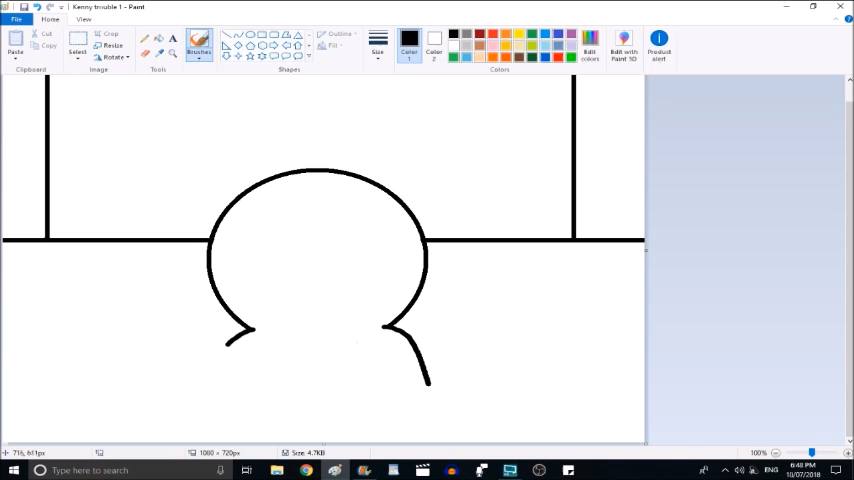 Kenny trouble 1 - Paint
File Home View
Paste
Cut
Copy
Clipboard
Select
Crop
Resize
Rotate
Image
A
Tools
Brushes
Outline
Fill
Shapes
Size
Color 1
Color 2
Edit colors
Colors
Edit with Paint 3D
Product alert
716, 611px
1080 × 720px
Size: 4.7KB
100%
Type here to search
ENG
6:48 PM
10/07/2018